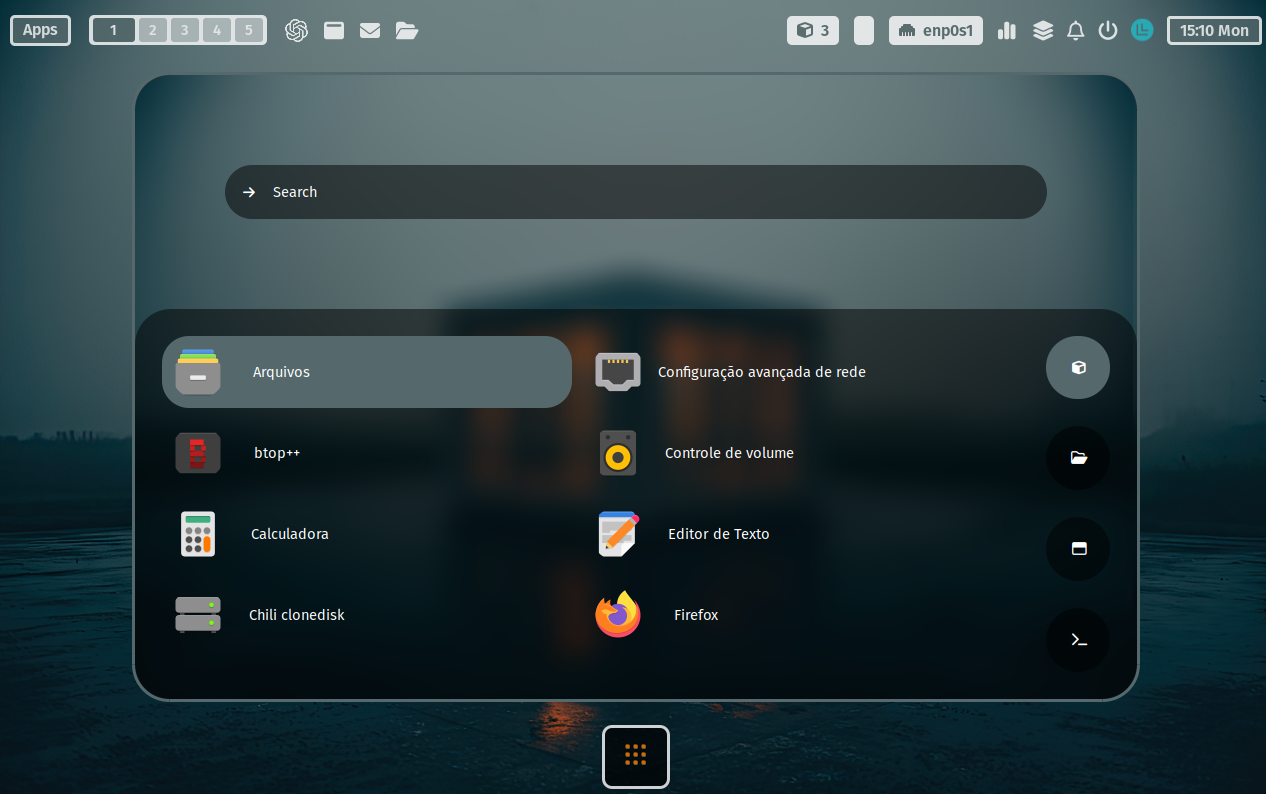 Apps 1 2 3 4 5 3 enp0s1 15:10 Mon
Search
Arquivos Configuração avançada de rede
btop++ Controle de volume
Calculadora Editor de Texto
Chili clonedisk Firefox